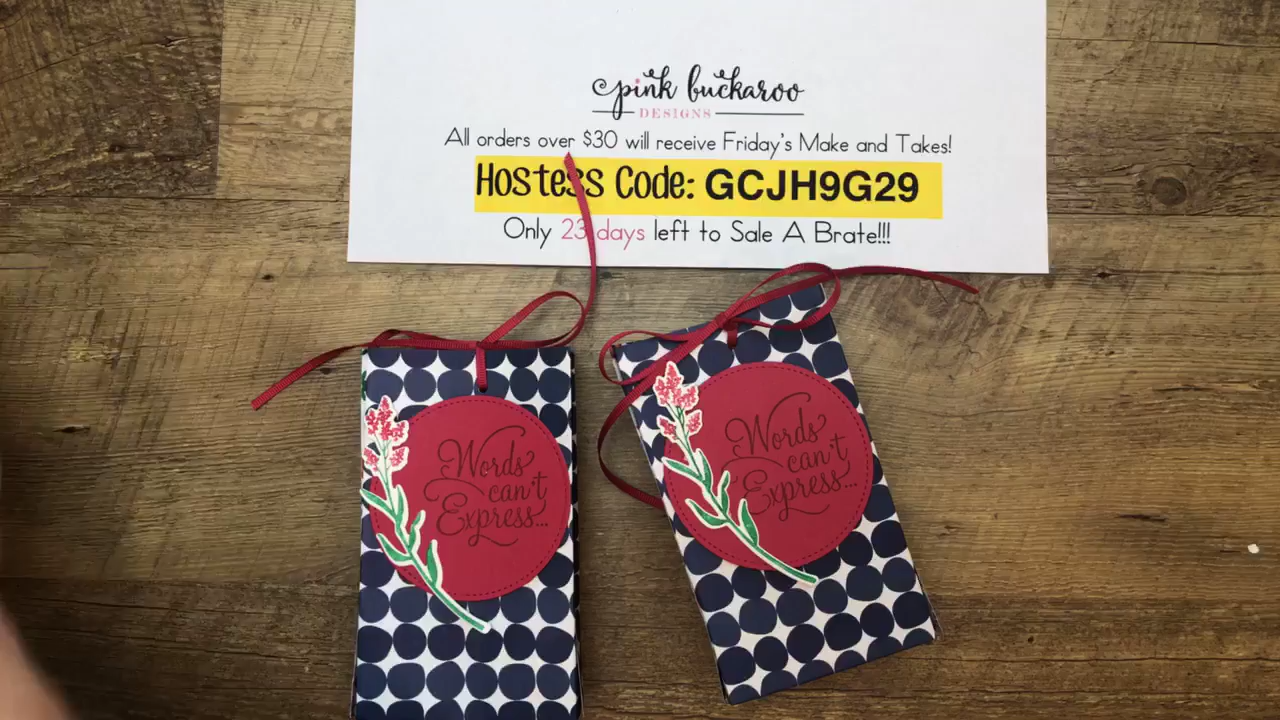 pink buckaroo
DESIGNS
All orders over $30 will receive Friday's Make and Takes!
Hostess Code: GCJH9G29
Only 23 days left to Sale A Brate!!!
Words
can't
Express...
Words
can't
Express...